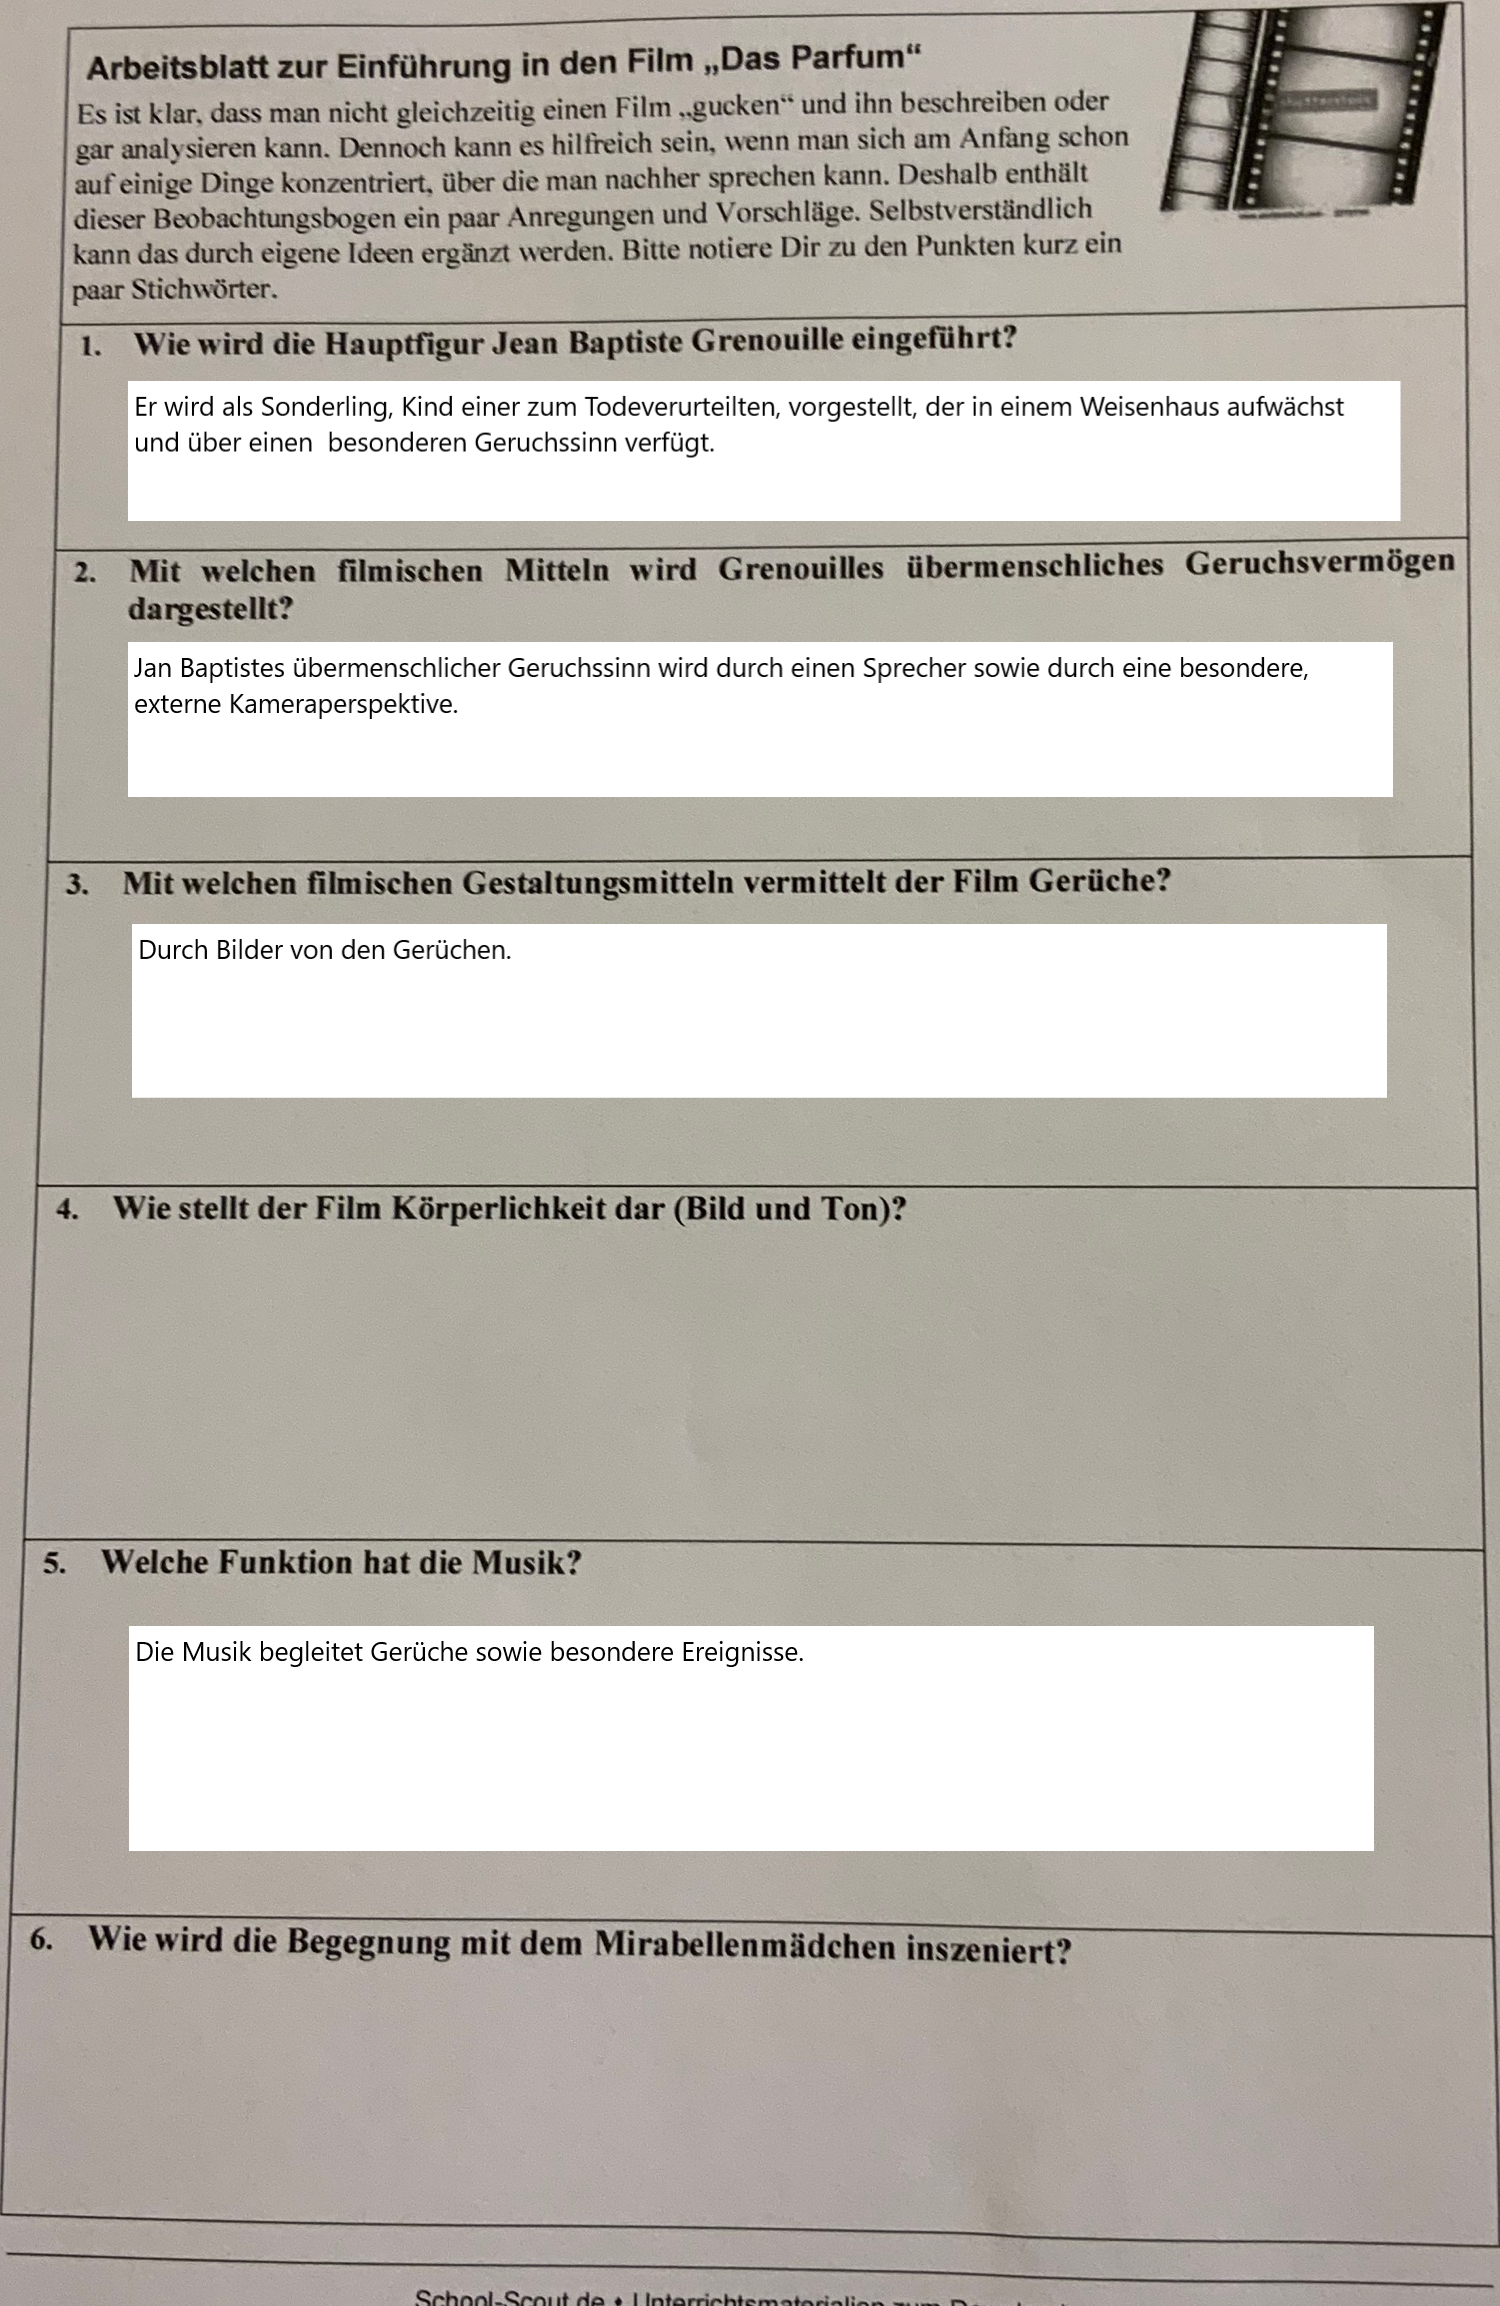 Arbeitsblatt zur Einführung in den Film „Das Parfum“
Es ist klar, dass man nicht gleichzeitig einen Film „gucken“ und ihn beschreiben oder
gar analysieren kann. Dennoch kann es hilfreich sein, wenn man sich am Anfang schon
auf einige Dinge konzentriert, über die man nachher sprechen kann. Deshalb enthält
dieser Beobachtungsbogen ein paar Anregungen und Vorschläge. Selbstverständlich
kann das durch eigene Ideen ergänzt werden. Bitte notiere Dir zu den Punkten kurz ein
paar Stichwörter.
1. Wie wird die Hauptfigur Jean Baptiste Grenouille eingeführt?
Er wird als Sonderling, Kind einer zum Todeverurteilten, vorgestellt, der in einem Weisenhaus aufwächst
und über einen besonderen Geruchssinn verfügt.
2. Mit welchen filmischen Mitteln wird Grenouilles übermenschliches Geruchsvermögen
dargestellt?
Jan Baptistes übermenschlicher Geruchssinn wird durch einen Sprecher sowie durch eine besondere,
externe Kameraperspektive.
3. Mit welchen filmischen Gestaltungsmitteln vermittelt der Film Gerüche?
Durch Bilder von den Gerüchen.
4. Wie stellt der Film Körperlichkeit dar (Bild und Ton)?
5. Welche Funktion hat die Musik?
Die Musik begleitet Gerüche sowie besondere Ereignisse.
6. Wie wird die Begegnung mit dem Mirabellenmädchen inszeniert?
School-Scout.de • Unterrichtsmaterialien zum